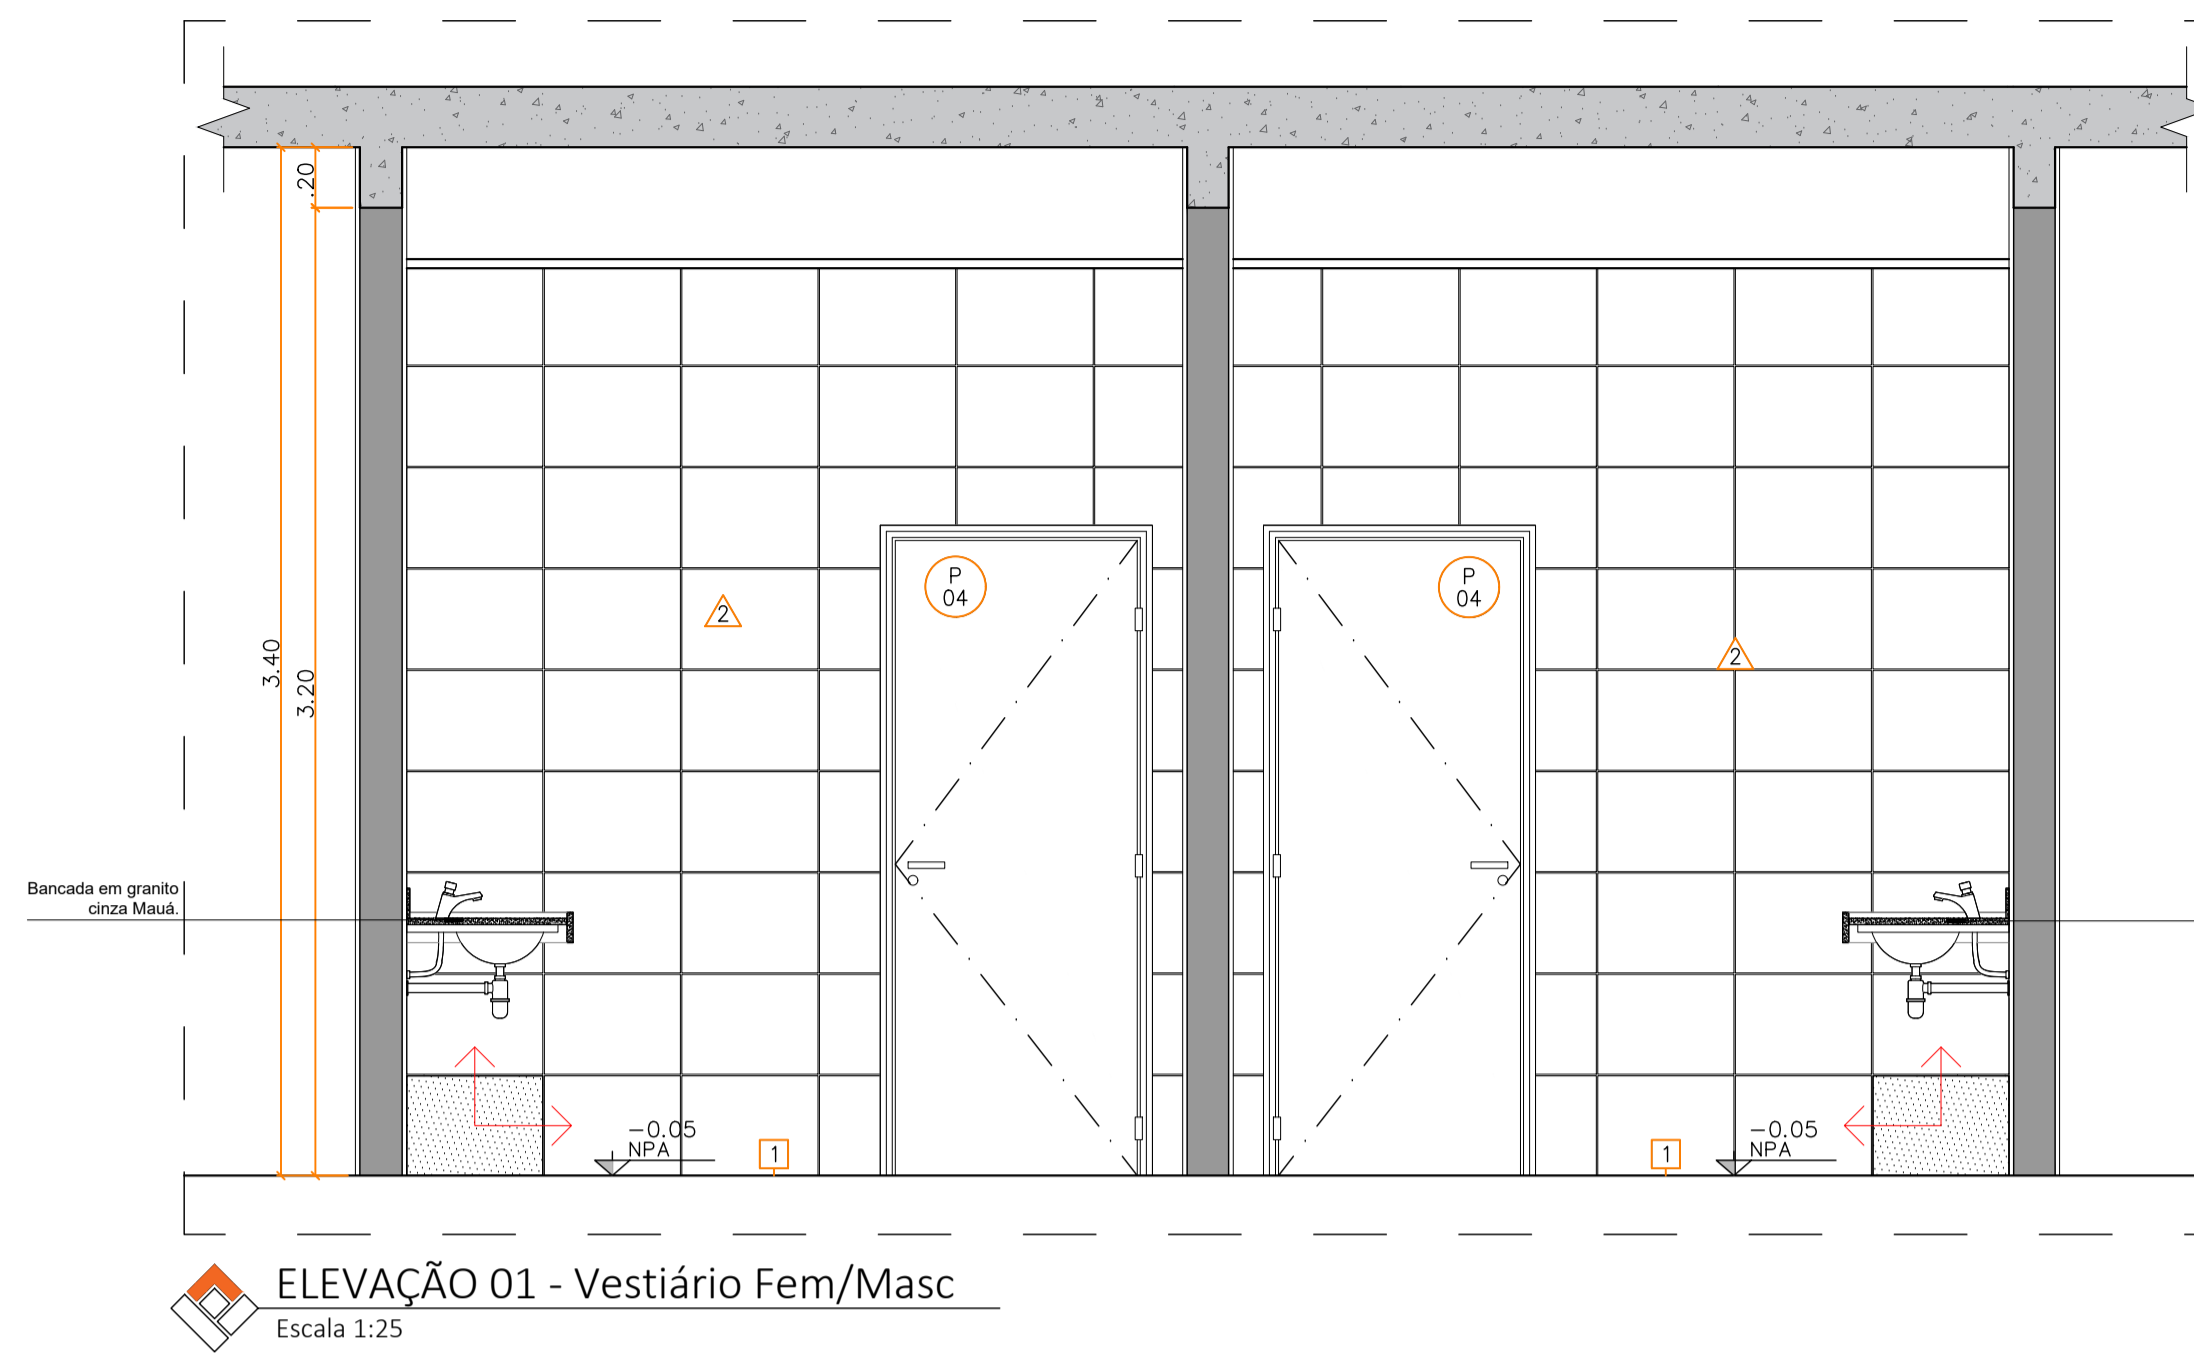 .20
3.40
3.20
P
04
P
04
2
2
Bancada em granito
cinza Mauá.
-0.05
NPA
1
1
-0.05
NPA
ELEVAÇÃO 01 - Vestiário Fem/Masc
Escala 1:25